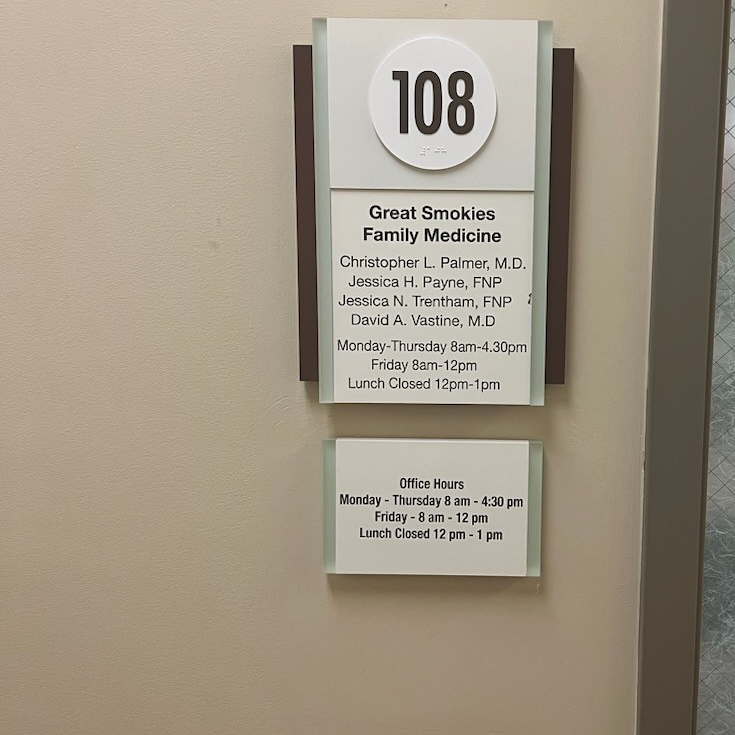 108
Great Smokies
Family Medicine
Christopher L. Palmer, M.D.
Jessica H. Payne, FNP
Jessica N. Trentham, FNP
David A. Vastine, M.D
Monday-Thursday 8am-4.30pm
Friday 8am-12pm
Lunch Closed 12pm-1pm
Office Hours
Monday - Thursday 8 am - 4:30 pm
Friday - 8 am - 12 pm
Lunch Closed 12 pm - 1 pm